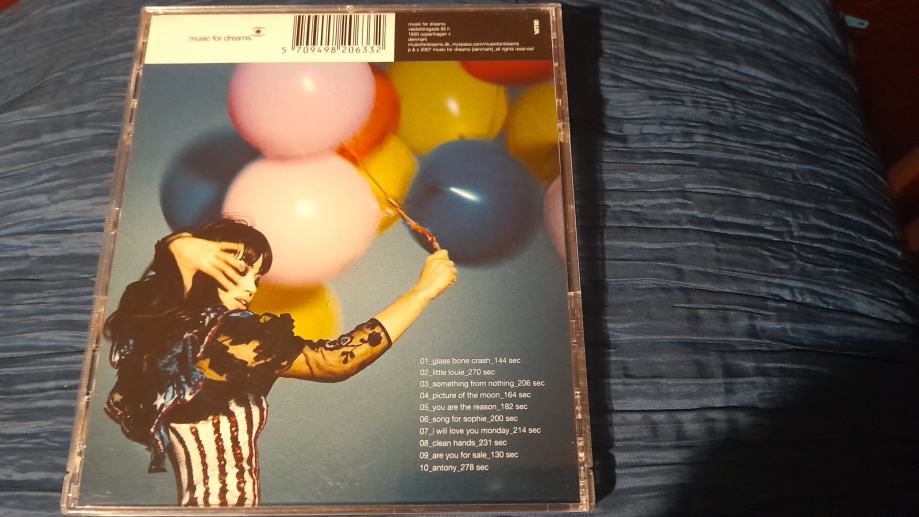 music for dreams
5 709498 206332
music for dreams
vesterbrogade 95 h
1620 copenhagen v
denmark
musicfordreams.dk_myspace.com/musicfordreams
p & c 2007 music for dreams [denmark]_all rights reserved
vme
01_glass bone crash_144 sec
02_little louie_270 sec
03_something from nothing_206 sec
04_picture of the moon_164 sec
05_you are the reason_182 sec
06_song for sophie_200 sec
07_i will love you monday_214 sec
08_clean hands_231 sec
09_are you for sale_130 sec
10_antony_278 sec